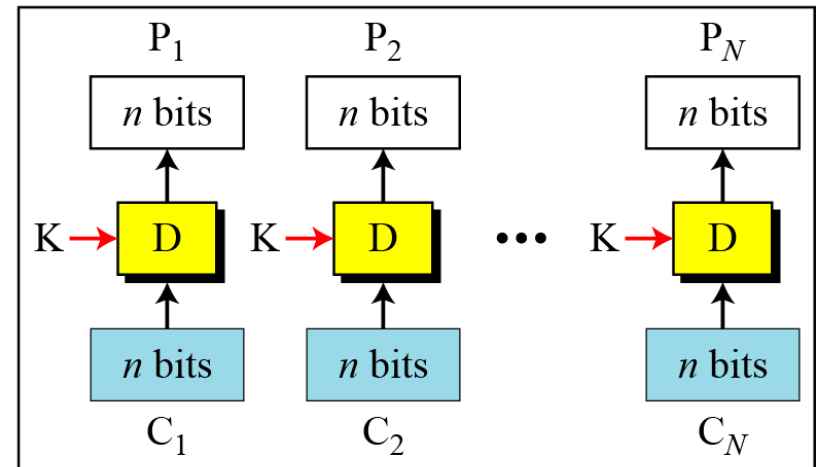 P1 P2 PN
n bits n bits n bits
K D K D ••• K D
n bits n bits n bits
C1 C2 CN